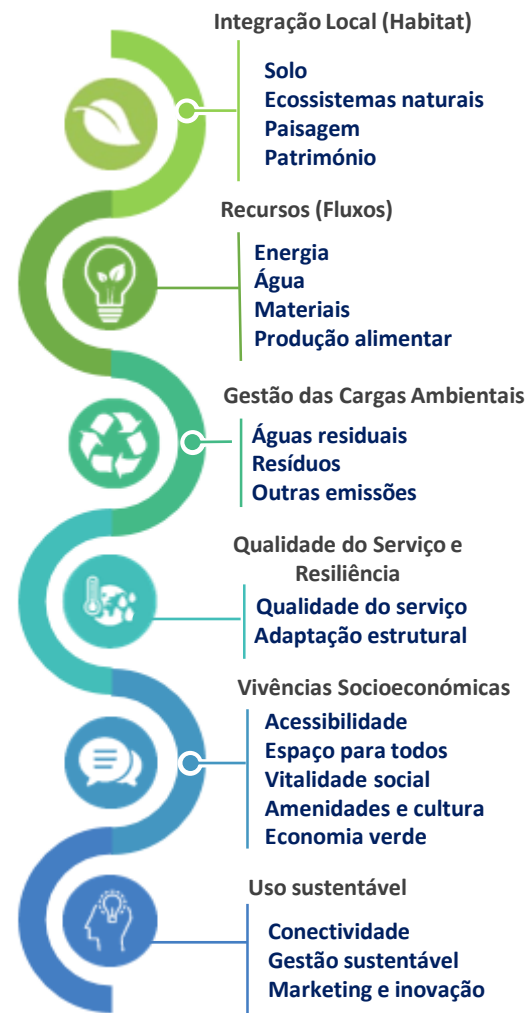 Integração Local (Habitat)
Solo
Ecossistemas naturais
Paisagem
Património
Recursos (Fluxos)
Energia
Água
Materiais
Produção alimentar
Gestão das Cargas Ambientais
Águas residuais
Resíduos
Outras emissões
Qualidade do Serviço e
Resiliência
Qualidade do serviço
Adaptação estrutural
Vivências Socioeconómicas
Acessibilidade
Espaço para todos
Vitalidade social
Amenidades e cultura
Economia verde
Uso sustentável
Conectividade
Gestão sustentável
Marketing e inovação